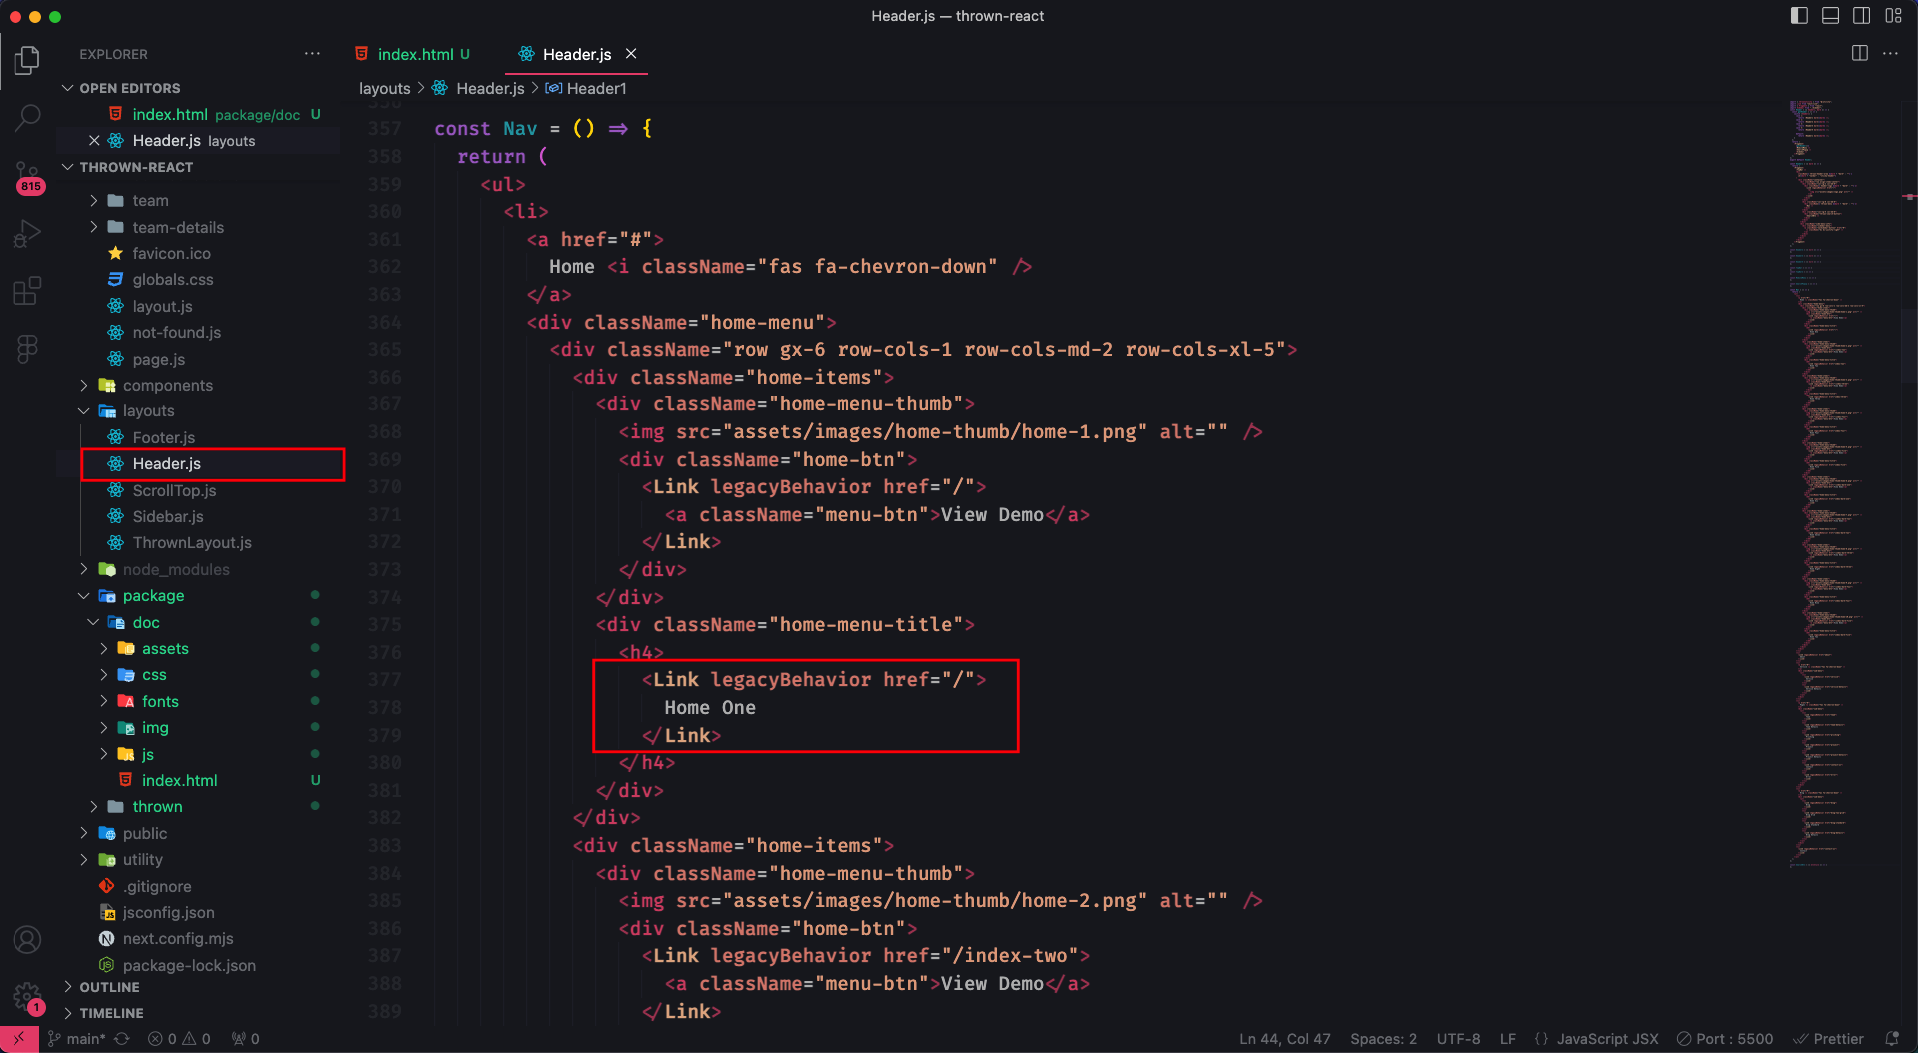 Header.js — thrown-react
EXPLORER
OPEN EDITORS
index.html package/doc U
Header.js layouts
THROWN-REACT
815
team
team-details
favicon.ico
globals.css
layout.js
not-found.js
page.js
components
layouts
Footer.js
Header.js
ScrollTop.js
Sidebar.js
ThrownLayout.js
node_modules
package
doc
assets
css
fonts
img
js
index.html U
thrown
public
utility
.gitignore
jsconfig.json
next.config.mjs
package-lock.json
OUTLINE
1
TIMELINE
index.html U
Header.js
layouts > Header.js > Header1
357 const Nav = () => {
358 return (
359 <ul>
360 <li>
361 <a href="#">
362 Home <i className="fas fa-chevron-down" />
363 </a>
364 <div className="home-menu">
365 <div className="row gx-6 row-cols-1 row-cols-md-2 row-cols-xl-5">
366 <div className="home-items">
367 <div className="home-menu-thumb">
368 <img src="assets/images/home-thumb/home-1.png" alt="" />
369 <div className="home-btn">
370 <Link legacyBehavior href="/">
371 <a className="menu-btn">View Demo</a>
372 </Link>
373 </div>
374 </div>
375 <div className="home-menu-title">
376 <h4>
377 <Link legacyBehavior href="/">
378 Home One
379 </Link>
380 </h4>
381 </div>
382 </div>
383 <div className="home-items">
384 <div className="home-menu-thumb">
385 <img src="assets/images/home-thumb/home-2.png" alt="" />
386 <div className="home-btn">
387 <Link legacyBehavior href="/index-two">
388 <a className="menu-btn">View Demo</a>
389 </Link>
main* 0 0 0
Ln 44, Col 47 Spaces: 2 UTF-8 LF {} JavaScript JSX Port : 5500 Prettier